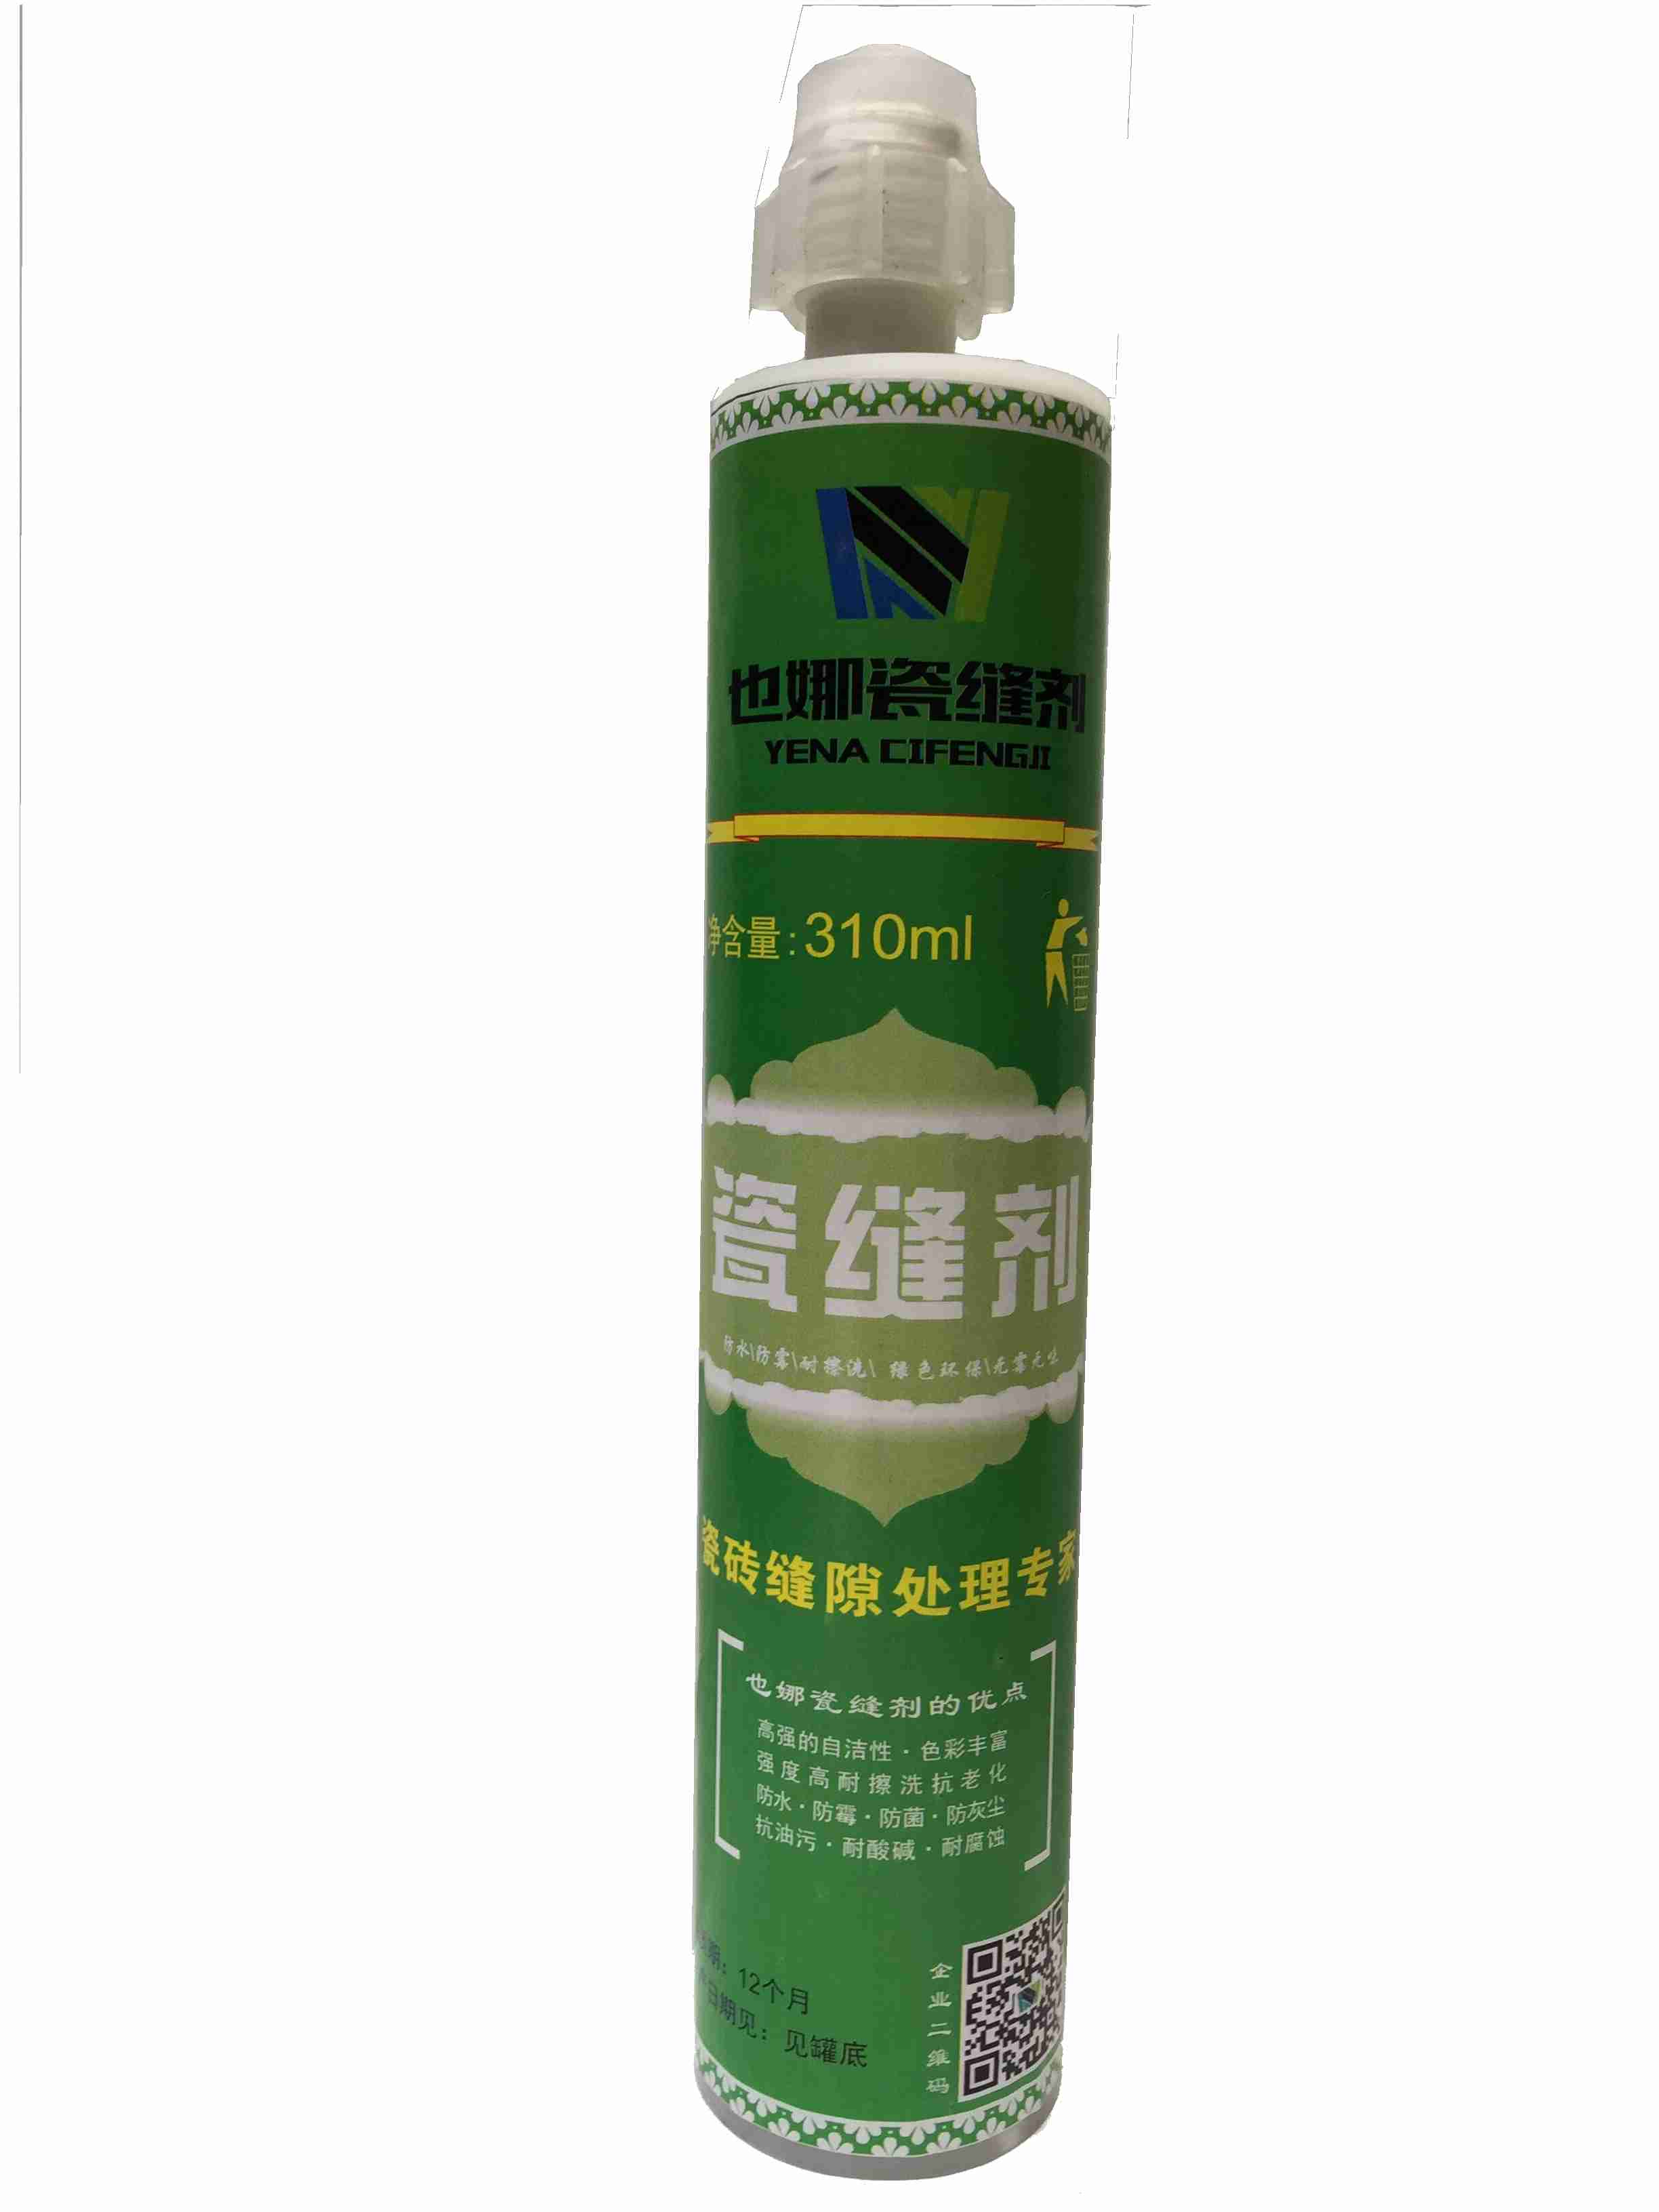 也娜瓷缝剂
YENA CIFENGJI
净含量:310ml
瓷缝剂
防水\防霉\耐擦洗\ 绿色环保\无霉无味
瓷砖缝隙处理专家
也娜瓷缝剂的优点
高强的自洁性·色彩丰富
强度高耐擦洗抗老化
防水·防霉·防菌·防灰尘
抗油污·耐酸碱·耐腐蚀
12个月
日期见：见罐底
企业二维码